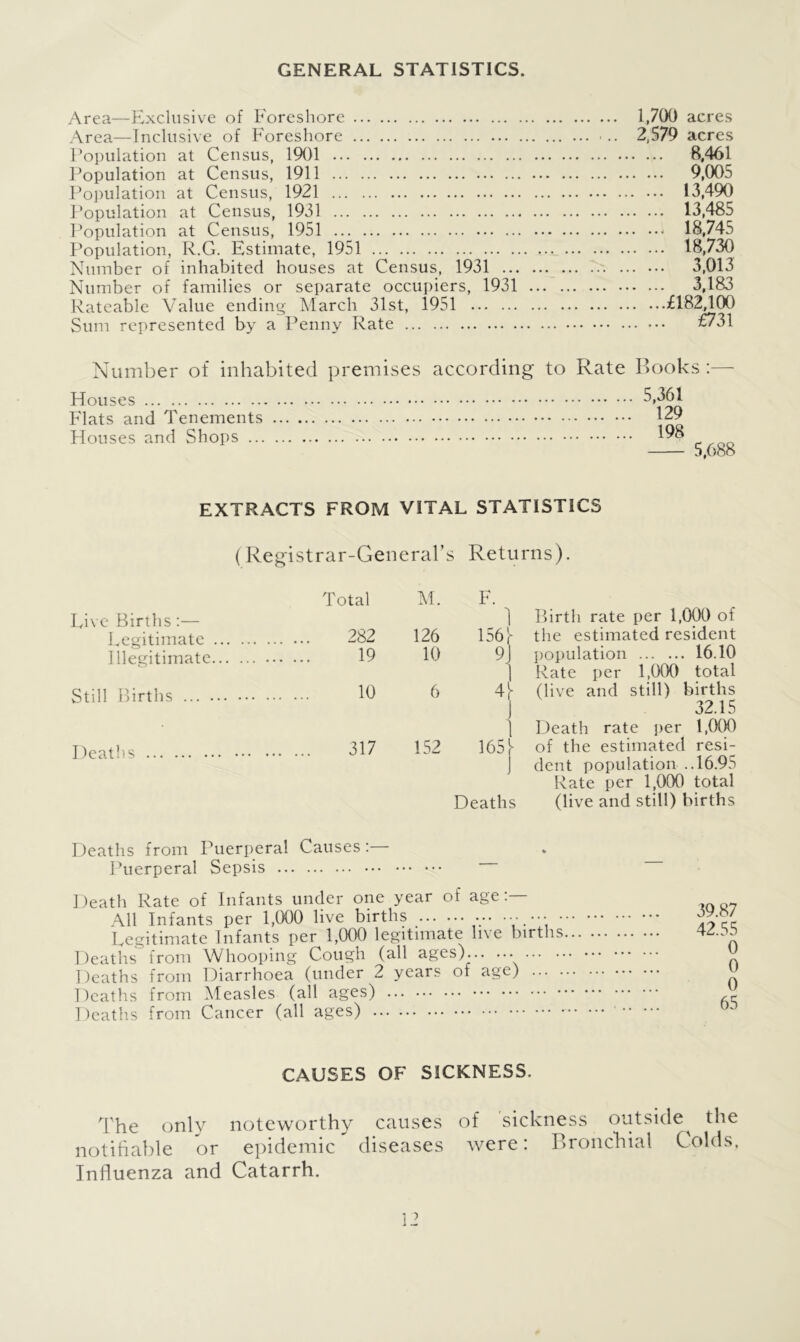 GENERAL STATISTICS.
Area—Exclusive of Foreshore ... ... ... ... ... ... ... ... ... ... 1,700 acres
Area—Inclusive of Foreshore ... ... ... ... ... ... ... ... ... ... 2,579 acres
Population at Census, 1901 ... ... ... ... ... ... ... ... ... ... 8,461
Population at Census, 1911 ... ... ... ... ... ... ... ... ... ... 9,005
Population at Census, 1921 ... ... ... ... ... ... ... ... ... ... 13,490
Population at Census, 1931 ... ... ... ... ... ... ... ... ... ... 13,485
Population at Census, 1951 ... ... ... ... ... ... ... ... ... ... 18,745
Population, R.G. Estimate, 1951 ... ... ... ... ... ... ... ... ... 18,730
Number of inhabited houses at Census, 1931 ... ... ... ... ... ... 3,013
Number of families or separate occupiers, 1931 ... ... ... ... ... 3,183
Rateable Value ending March 31st, 1951 ... ... ... ... ... ... ...£182,100
Sum represented by a Penny Rate ... ... ... ... ... ... ... ... ... £731
Number of inhabited premises according to Rate Books :—
Houses ... ... ... ... ... ... ... ... ... ... ... ... ... ... 5,361
Flats and Tenements ... ... ... ... ... ... ... ... ... ... ... 129
Houses and Shops ... ... ... ... ... ... ... ... ... ... ... ... 198
—— 5,688
EXTRACTS FROM VITAL STATISTICS
(Registrar-General's Returns).
Total M. F.
Live Births :— Birth rate per 1,000 of
Legitimate ... ... ... ... 282 126 156 the estimated resident
Illegitimate... ... ... ... 19 10 9 population ... ... 16.10
Rate per 1,000 total
Still Births ... ... ... ... ... 10 6 4 (live and still) births
32.15
Death rate per 1,000
Deaths ... ... ... ... ... ... 317 152 165 of the estimated resi-
dent population ..16.95
Rate per 1,000 total
Deaths (live and still) births
Deaths from Puerperal Causes :—
Puerperal Sepsis ... ... ... ... ... ... — —
Death Rate of Infants under one year of age :—
All Infants per 1,000 live births ... ... ... ... ... ... ... ... ... 39.87
Legitimate Infants per 1,000 legitimate live births... ... ... ... 42.55
Deaths from Whooping Cough (all ages)... ... ... ... ... ... ... 0
Deaths from Diarrhoea (under 2 years of age) ... ... ... ... ... 0
Deaths from Measles (all ages) ... ... ... ... ... ... ... ... ... 0
Deaths from Cancer (all ages) ... ... ... ... ... ... ... ... ... 65
CAUSES OF SICKNESS.
The only noteworthy causes of sickness outside the
notifiable or epidemic diseases were: Bronchial Colds,
Influenza and Catarrh.
12